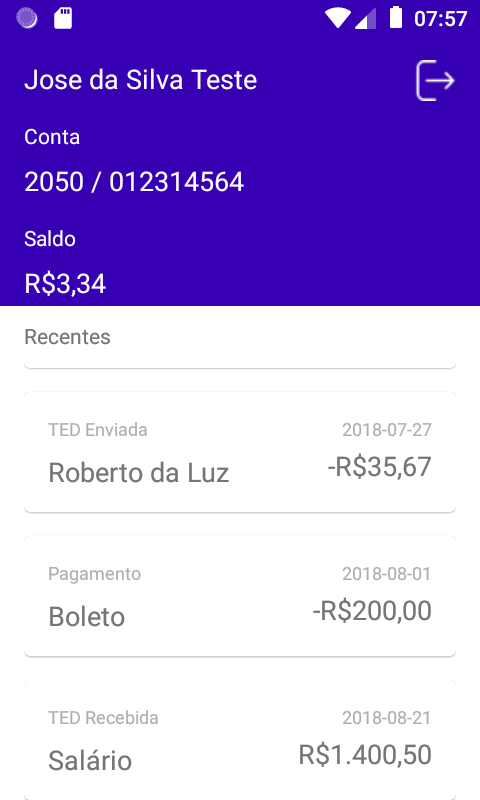 07:57
Jose da Silva Teste
Conta
2050 / 012314564
Saldo
R$3,34
Recentes
TED Enviada 2018-07-27
Roberto da Luz -R$35,67
Pagamento 2018-08-01
Boleto -R$200,00
TED Recebida 2018-08-21
Salário R$1.400,50